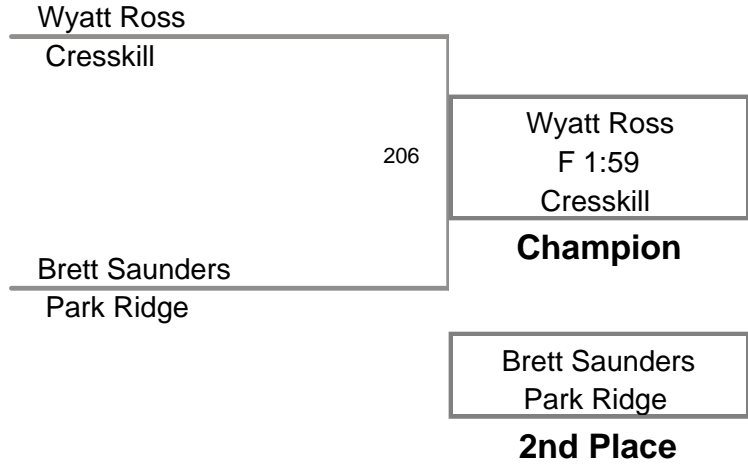 Wyatt Ross
Cresskill
206
Wyatt Ross
F 1:59
Cresskill
Champion
Brett Saunders
Park Ridge
Brett Saunders
Park Ridge
2nd Place